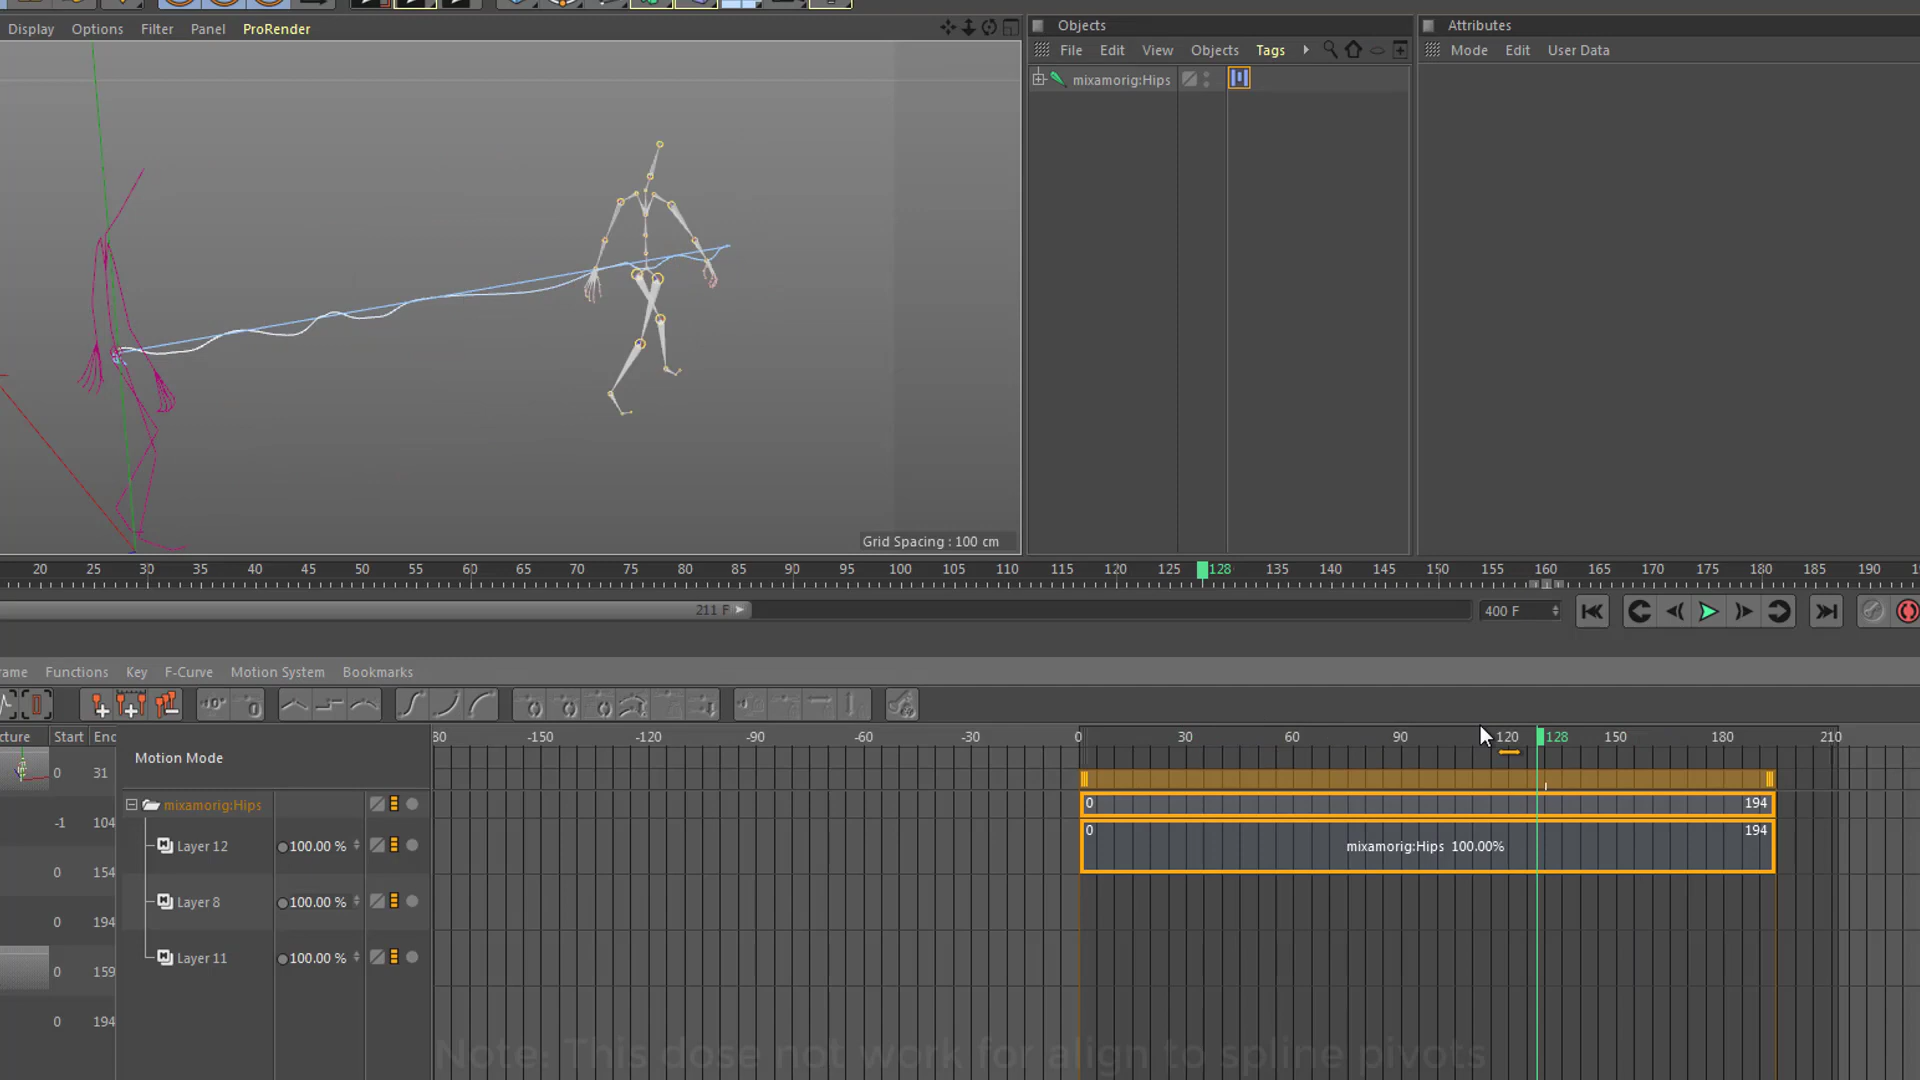 Display Options Filter Panel ProRender
Objects
Attributes
File Edit View Objects Tags
Mode Edit User Data
mixamorig:Hips
Grid Spacing : 100 cm
20 25 30 35 40 45 50 55 60 65 70 75 80 85 90 95 100 105 110 115 120 125 128 135 140 145 150 155 160 165 170 175 180 185 190
211 F
400 F
rame Functions Key F-Curve Motion System Bookmarks
cture Start Enc
80 -150 -120 -90 -60 -30 0 30 60 90 120 128 150 180 210
Motion Mode
0 31
mixamorig:Hips
0 194
-1 104
0 194
Layer 12 100.00 %
mixamorig:Hips 100.00%
0 154
Layer 8 100.00 %
0 194
Layer 11 100.00 %
0 159
0 194
Note: This dose not work for align to spline pivots